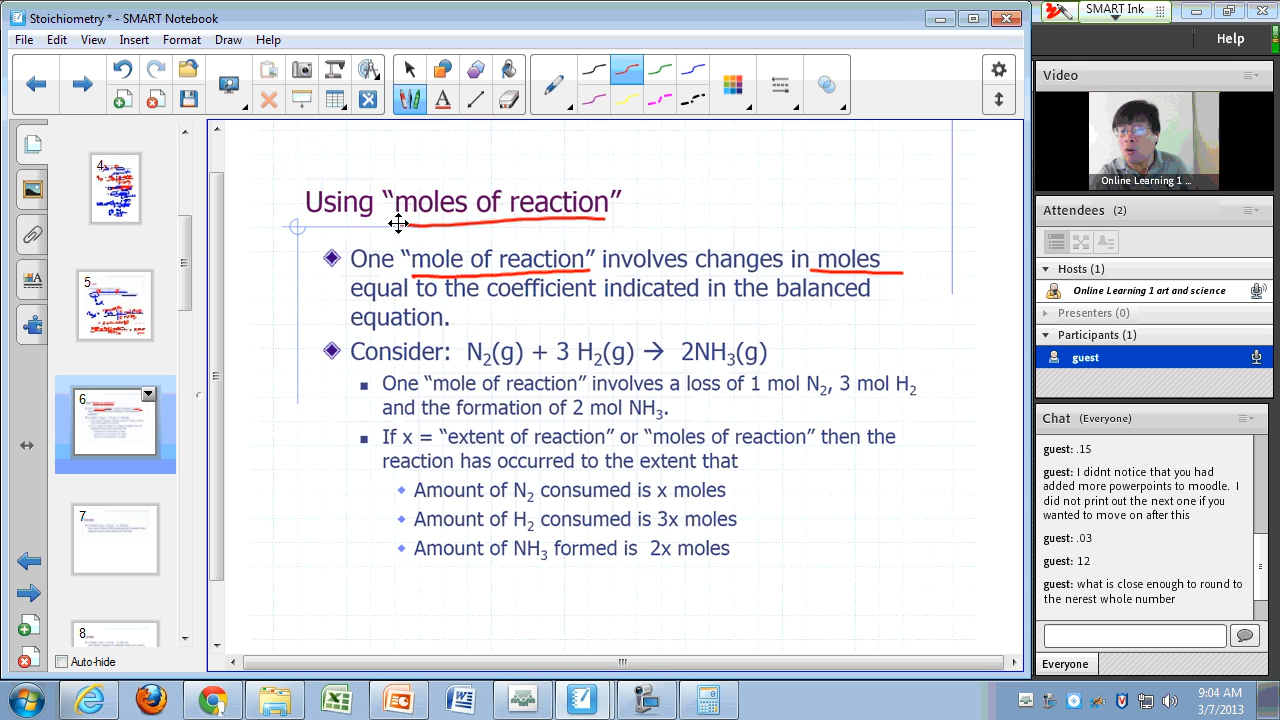 Stoichiometry * - SMART Notebook
SMART Ink
File Edit View Insert Format Draw Help
Help
Video
Online Learning 1 ...
Attendees (2)
Hosts (1)
Online Learning 1 art and science
Presenters (0)
Participants (1)
guest
Chat (Everyone)
guest: .15
guest: I didnt notice that you had
added more powerpoints to moodle. I
did not print out the next one if you
wanted to move on after this
guest: .03
guest: 12
guest: what is close enough to round to
the nerest whole number
Everyone
4
5
6
7
8
Auto-hide
Using “moles of reaction”
One “mole of reaction” involves changes in moles
equal to the coefficient indicated in the balanced
equation.
Consider: N2(g) + 3 H2(g) → 2NH3(g)
One “mole of reaction” involves a loss of 1 mol N2, 3 mol H2
and the formation of 2 mol NH3.
If x = “extent of reaction” or “moles of reaction” then the
reaction has occurred to the extent that
Amount of N2 consumed is x moles
Amount of H2 consumed is 3x moles
Amount of NH3 formed is 2x moles
9:04 AM
3/7/2013